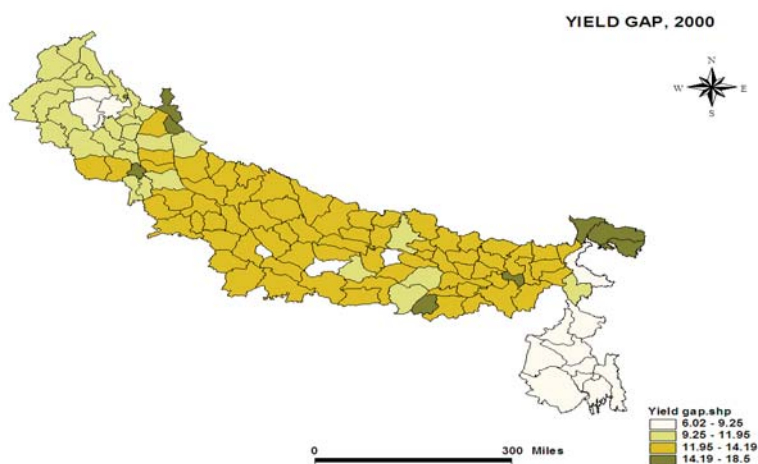 YIELD GAP, 2000
N
W E
S
Yield gap.shp
6.02 - 9.25
9.25 - 11.95
11.95 - 14.19
14.19 - 18.5
0 300 Miles